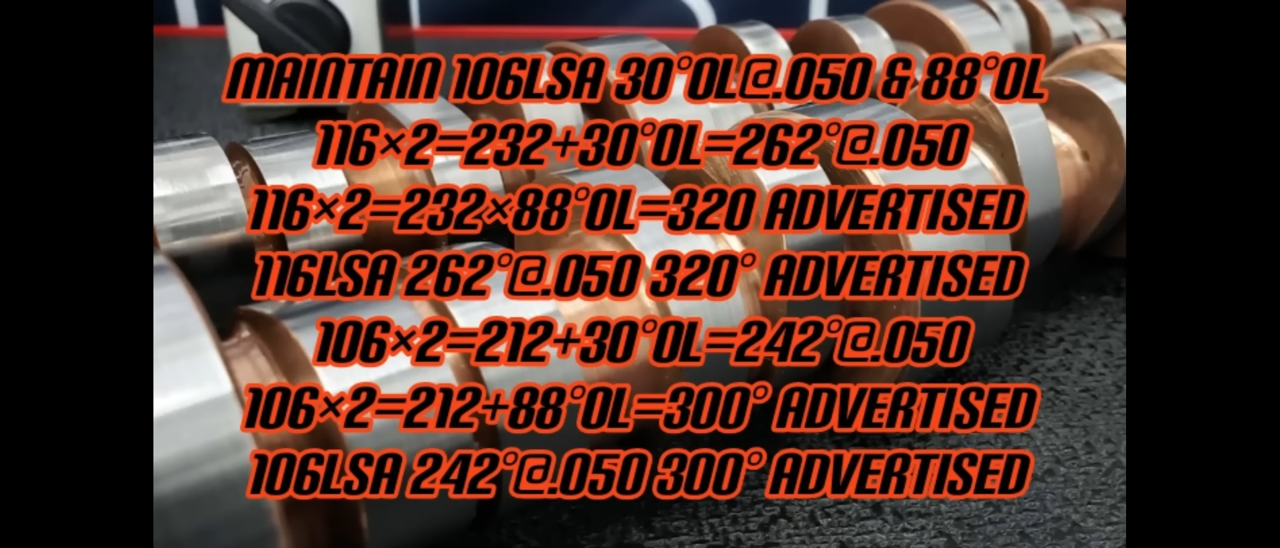 MAINTAIN 106LSA 30°OL@.050 & 88°OL
116×2=232+30°OL=262°@.050
116×2=232×88°OL=320 ADVERTISED
116LSA 262°@.050 320° ADVERTISED
106×2=212+30°OL=242°@.050
106×2=212+88°OL=300° ADVERTISED
106LSA 242°@.050 300° ADVERTISED